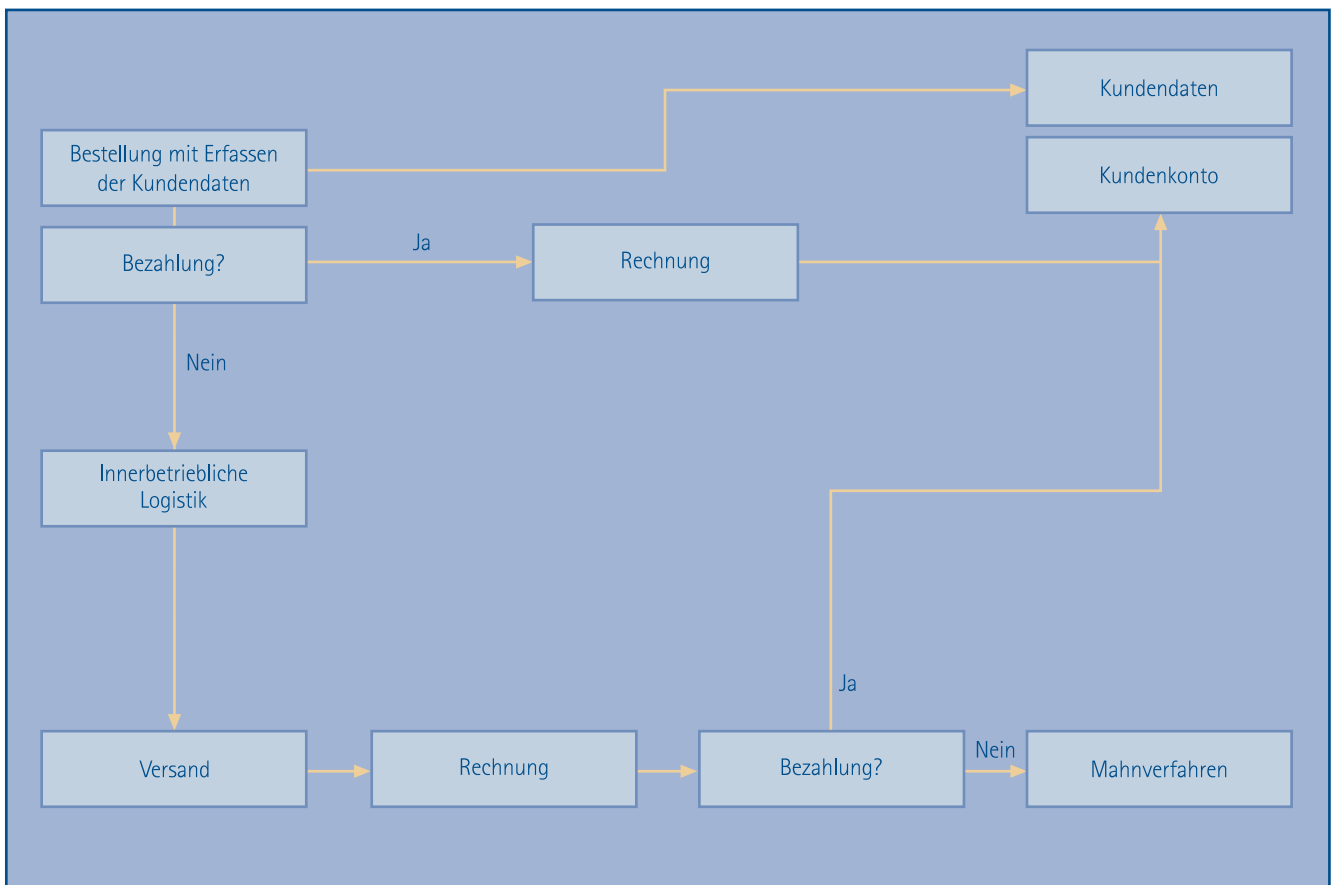 Kundendaten
Bestellung mit Erfassen
der Kundendaten
Kundenkonto
Bezahlung?
Ja
Rechnung
Nein
Innerbetriebliche
Logistik
Ja
Versand
Rechnung
Bezahlung?
Nein
Mahnverfahren